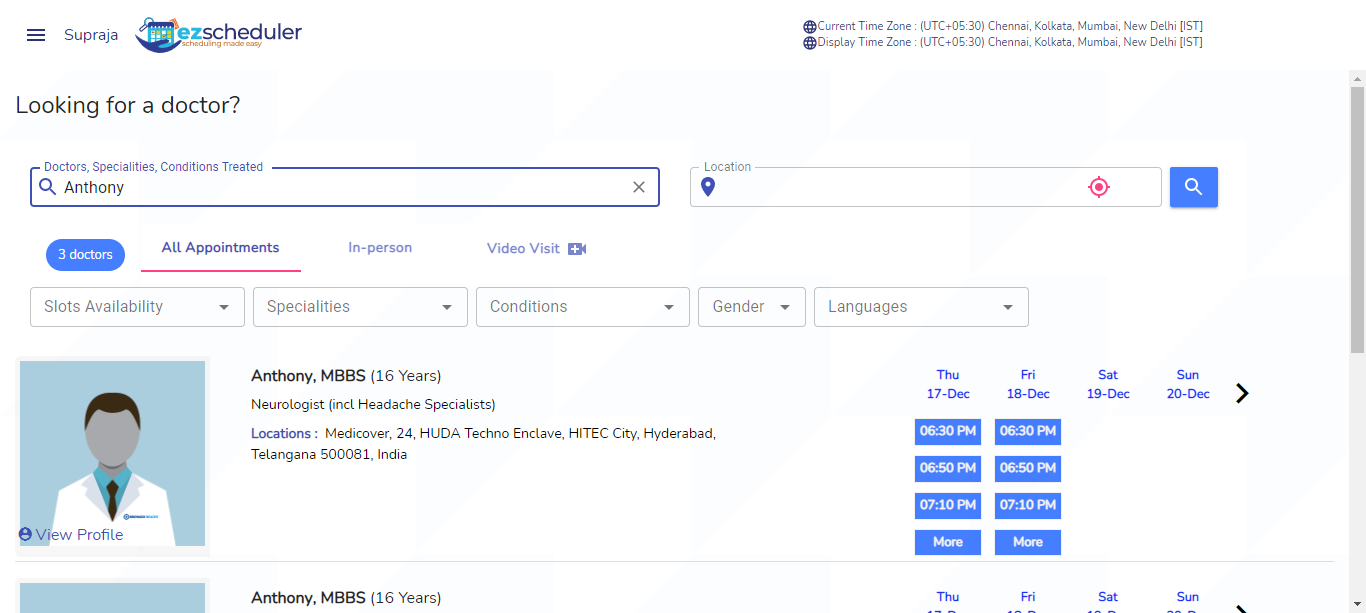 Supraja
ezscheduler
scheduling made easy
Current Time Zone : (UTC+05:30) Chennai, Kolkata, Mumbai, New Delhi [IST]
Display Time Zone : (UTC+05:30) Chennai, Kolkata, Mumbai, New Delhi [IST]
Looking for a doctor?
Doctors, Specialities, Conditions Treated
Anthony
Location
3 doctors
All Appointments
In-person
Video Visit
Slots Availability
Specialities
Conditions
Gender
Languages
Anthony, MBBS (16 Years)
Neurologist (incl Headache Specialists)
Locations : Medicover, 24, HUDA Techno Enclave, HITEC City, Hyderabad,
Telangana 500081, India
View Profile
Thu Fri Sat Sun
17-Dec 18-Dec 19-Dec 20-Dec
06:30 PM 06:30 PM
06:50 PM 06:50 PM
07:10 PM 07:10 PM
More More
Anthony, MBBS (16 Years)
Thu Fri Sat Sun